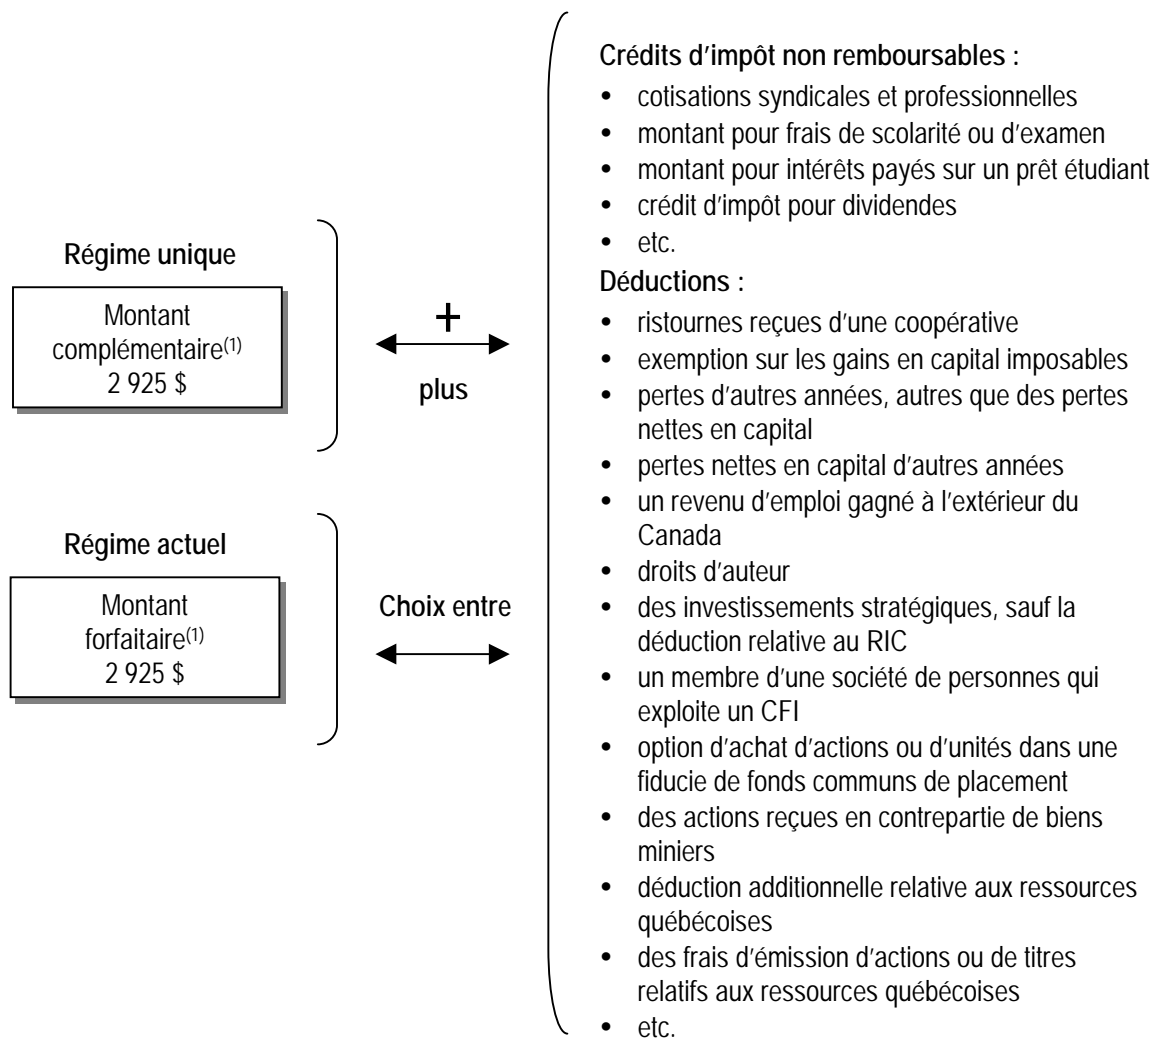 Régime unique
Montant
complémentaire(1)
2 925 $
+
plus
Régime actuel
Montant
forfaitaire(1)
2 925 $
Choix entre
Crédits d'impôt non remboursables :
• cotisations syndicales et professionnelles
• montant pour frais de scolarité ou d'examen
• montant pour intérêts payés sur un prêt étudiant
• crédit d'impôt pour dividendes
• etc.
Déductions :
• ristournes reçues d'une coopérative
• exemption sur les gains en capital imposables
• pertes d'autres années, autres que des pertes
nettes en capital
• pertes nettes en capital d'autres années
• un revenu d'emploi gagné à l'extérieur du
Canada
• droits d'auteur
• des investissements stratégiques, sauf la
déduction relative au RIC
• un membre d'une société de personnes qui
exploite un CFI
• option d'achat d'actions ou d'unités dans une
fiducie de fonds communs de placement
• des actions reçues en contrepartie de biens
miniers
• déduction additionnelle relative aux ressources
québécoises
• des frais d'émission d'actions ou de titres
relatifs aux ressources québécoises
• etc.